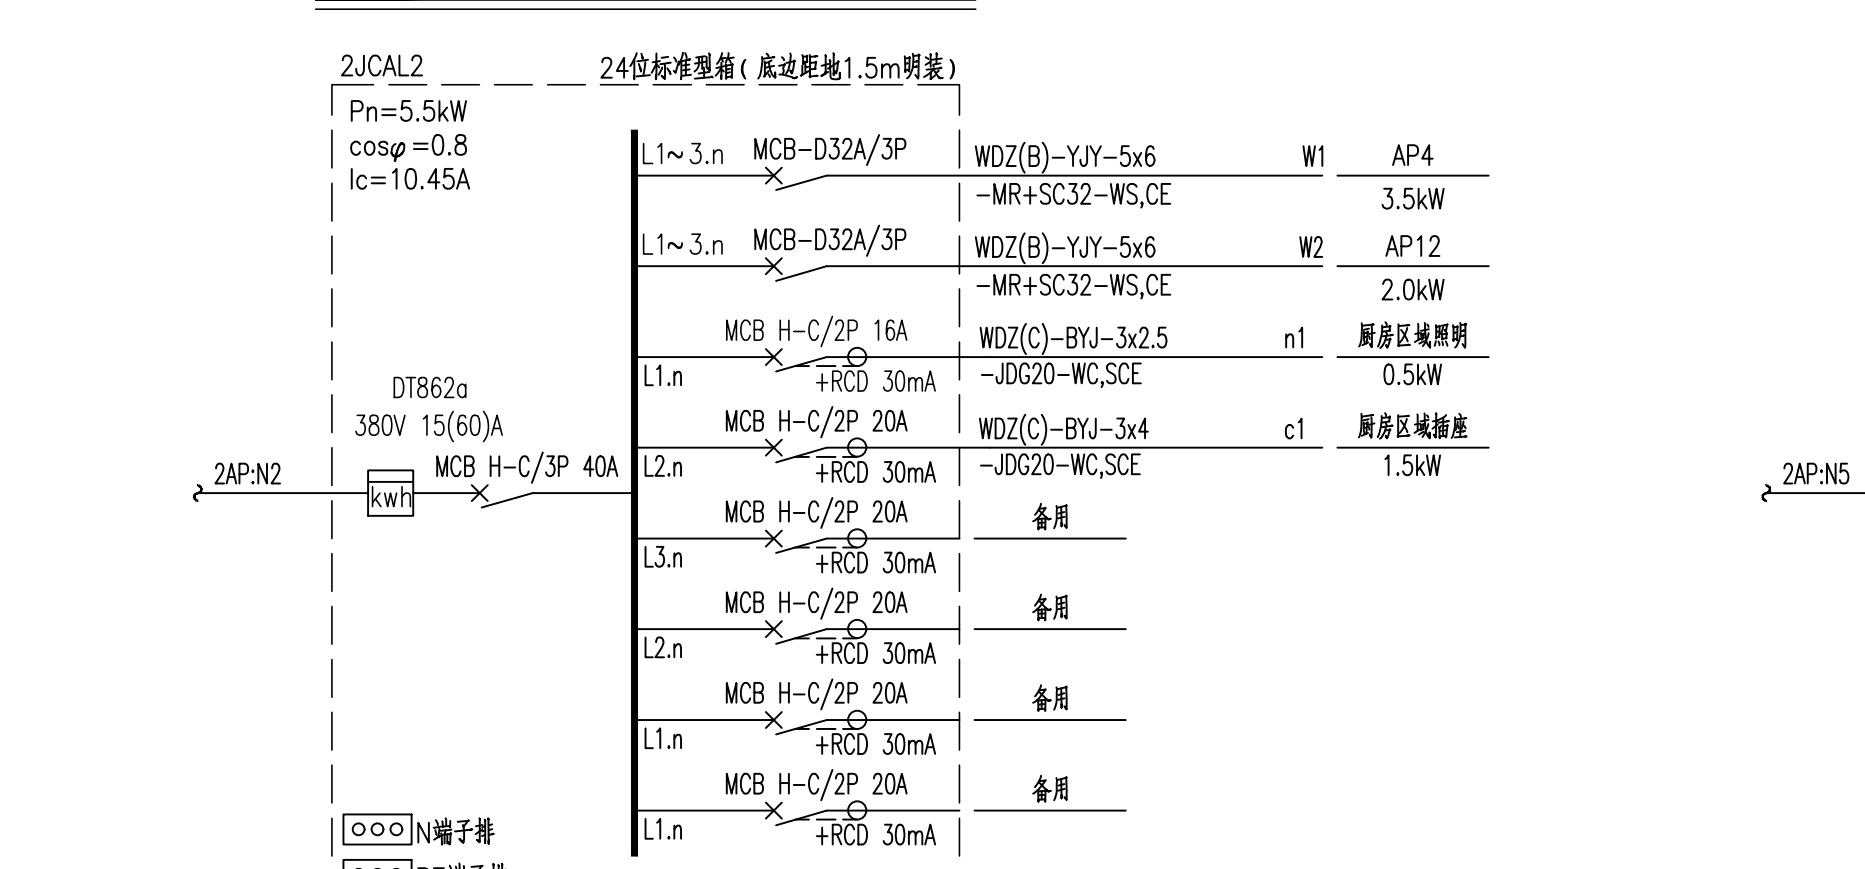 2JCAL2
24位标准型箱(底边距地1.5m明装)
Pn=5.5kW
cosφ=0.8
Ic=10.45A
L1~3.n MCB-D32A/3P WDZ(B)-YJY-5x6 W1 AP4
-MR+SC32-WS,CE 3.5kW
L1~3.n MCB-D32A/3P WDZ(B)-YJY-5x6 W2 AP12
-MR+SC32-WS,CE 2.0kW
MCB H-C/2P 16A WDZ(C)-BYJ-3x2.5 n1 厨房区域照明
L1.n +RCD 30mA -JDG20-WC,SCE 0.5kW
DT862a
380V 15(60)A
MCB H-C/2P 20A WDZ(C)-BYJ-3x4 c1 厨房区域插座
L2.n +RCD 30mA -JDG20-WC,SCE 1.5kW
2AP:N2
kwh
MCB H-C/3P 40A
2AP:N5
MCB H-C/2P 20A 备用
L3.n +RCD 30mA
MCB H-C/2P 20A 备用
L2.n +RCD 30mA
MCB H-C/2P 20A 备用
L1.n +RCD 30mA
MCB H-C/2P 20A 备用
L1.n +RCD 30mA
N端子排
PE端子排